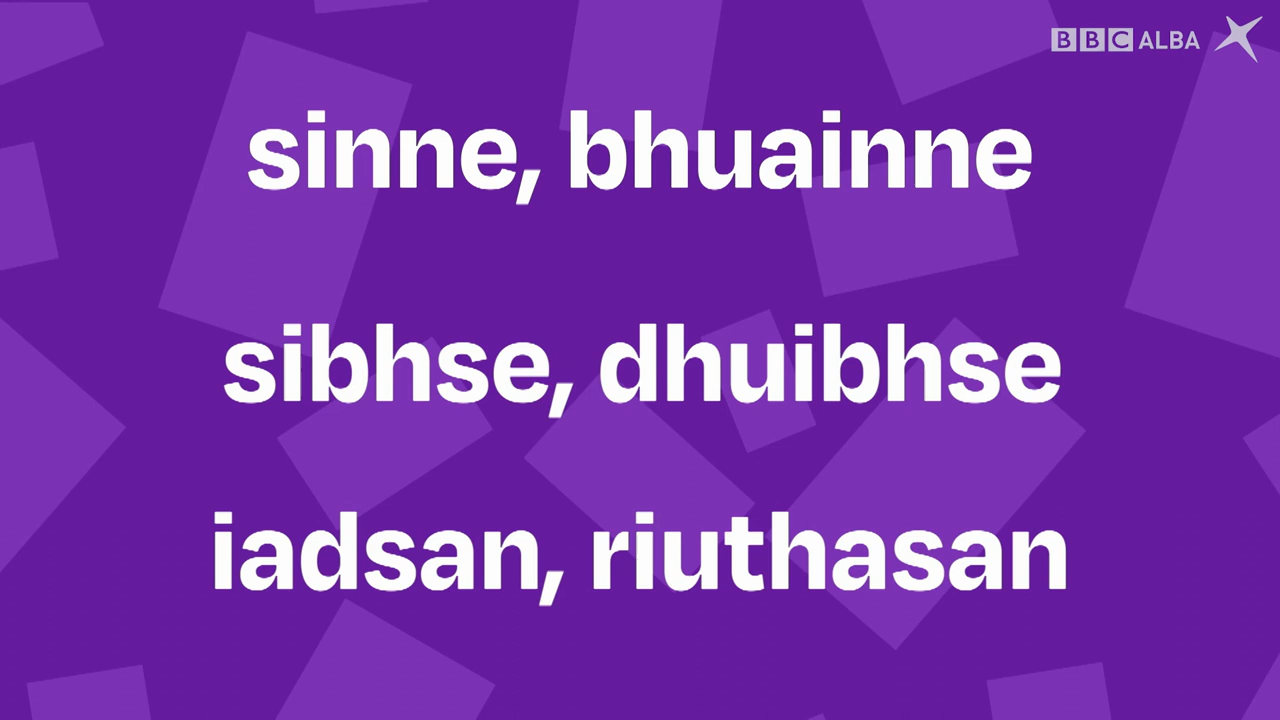 BBC ALBA
sinne, bhuainne
sibhse, dhuibhse
iadsan, riuthasan